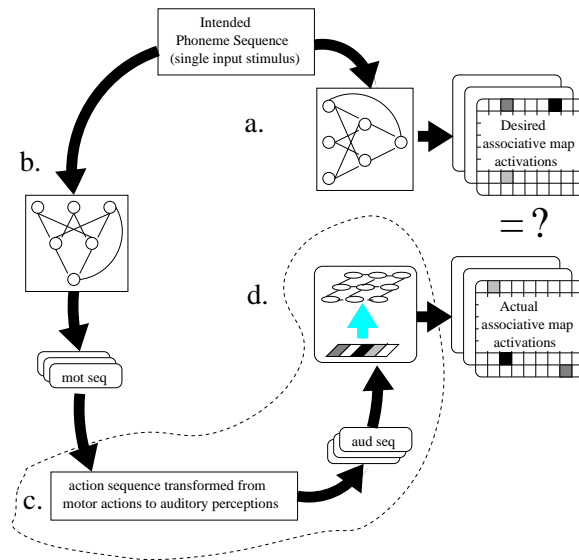 Intended
Phoneme Sequence
(single input stimulus)
a.
Desired
associative map
activations
b.
= ?
d.
Actual
associative map
activations
mot seq
aud seq
c.
action sequence transformed from
motor actions to auditory perceptions